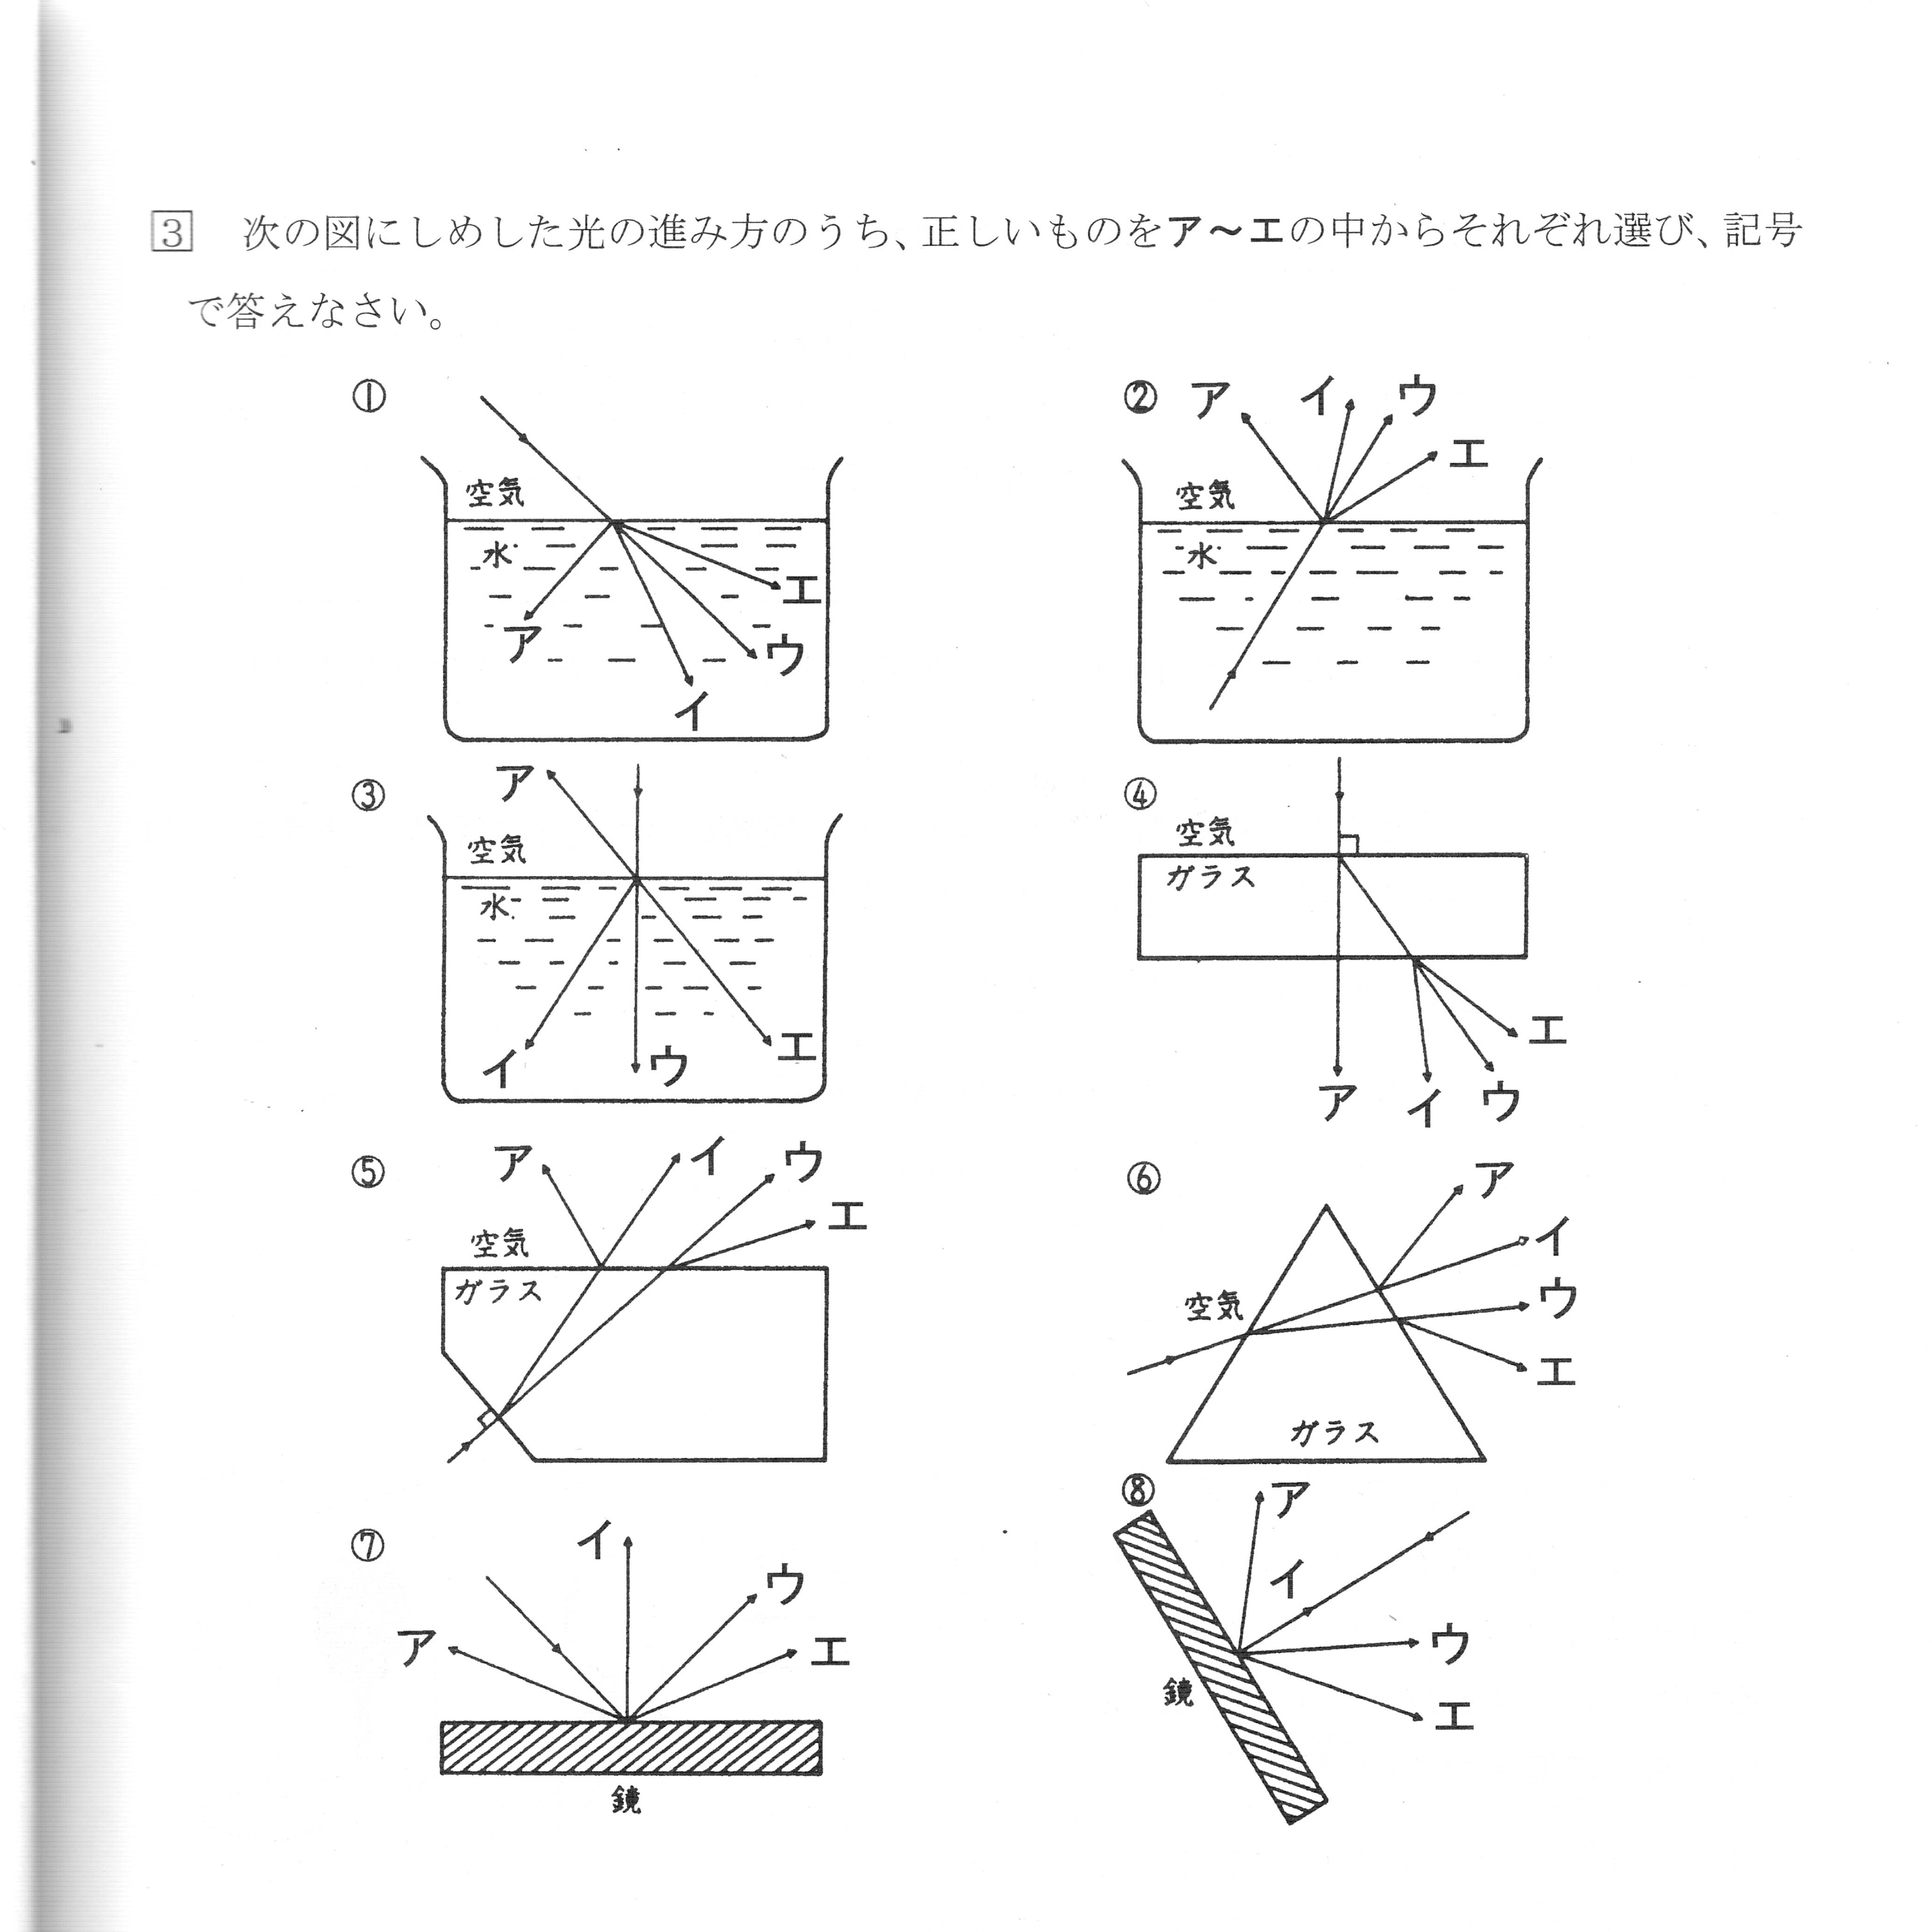 3 次の図にしめした光の進み方のうち、正しいものをア〜エの中からそれぞれ選び、記号
で答えなさい。
①
空気
水
ア
イ
ウ
エ
②
ア
イ
ウ
エ
空気
水
③
ア
空気
水
イ
ウ
エ
④
空気
ガラス
ア
イ
ウ
エ
⑤
ア
イ
ウ
エ
空気
ガラス
⑥
ア
イ
ウ
エ
空気
ガラス
⑦
ア
イ
ウ
エ
鏡
⑧
ア
イ
ウ
エ
鏡